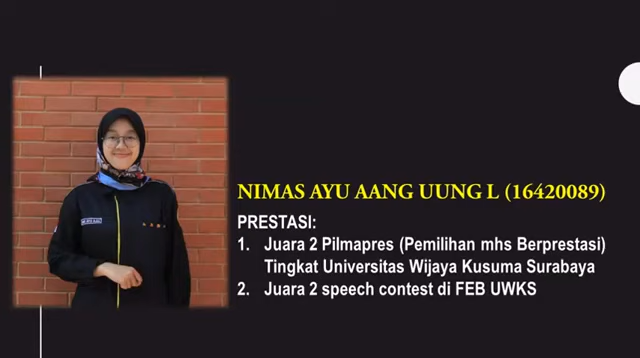 NIMAS AYU AANG UUNG L (16420089)
PRESTASI:
1. Juara 2 Pilmapres (Pemilihan mhs Berprestasi)
Tingkat Universitas Wijaya Kusuma Surabaya
2. Juara 2 speech contest di FEB UWKS